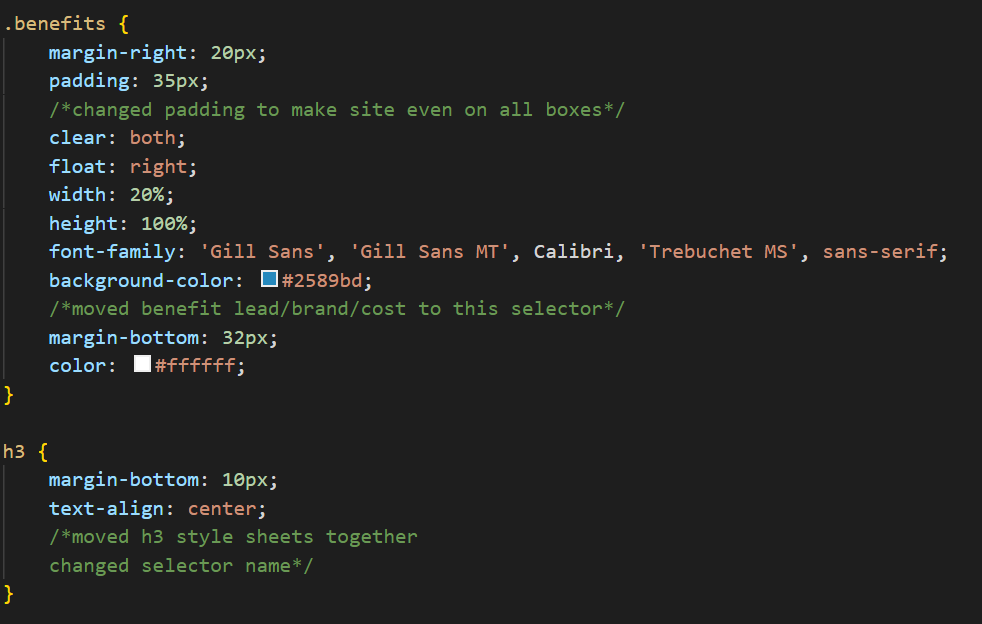 .benefits {
    margin-right: 20px;
    padding: 35px;
    /*changed padding to make site even on all boxes*/
    clear: both;
    float: right;
    width: 20%;
    height: 100%;
    font-family: 'Gill Sans', 'Gill Sans MT', Calibri, 'Trebuchet MS', sans-serif;
    background-color: #2589bd;
    /*moved benefit lead/brand/cost to this selector*/
    margin-bottom: 32px;
    color: #ffffff;
}

h3 {
    margin-bottom: 10px;
    text-align: center;
    /*moved h3 style sheets together
    changed selector name*/
}